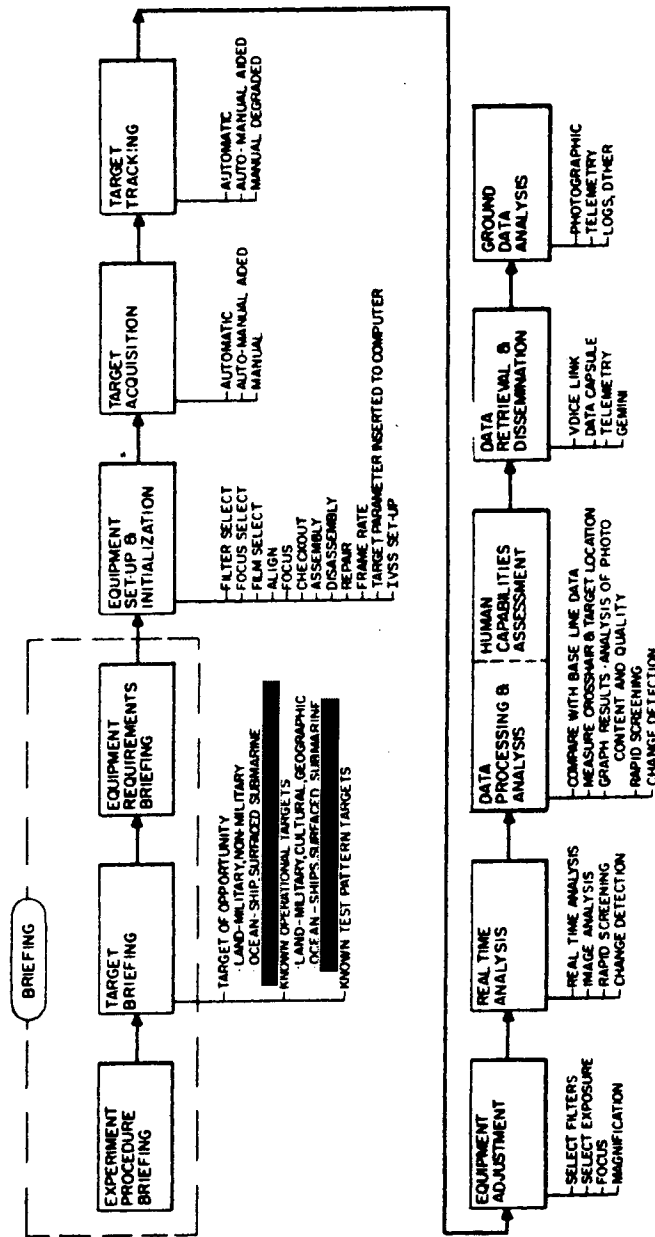 BRIEFING
EXPERIMENT
PROCEDURE
BRIEFING
TARGET
BRIEFING
TARGET OF OPPORTUNITY
LAND-MILITARY, NON-MILITARY
OCEAN-SHIP, SURFACED SUBMARINE
KNOWN OPERATIONAL TARGETS
LAND-MILITARY, CULTURAL, GEOGRAPHIC
OCEAN-SHIPS, SURFACED SUBMARINE
KNOWN TEST PATTERN TARGETS
EQUIPMENT
REQUIREMENTS
BRIEFING
EQUIPMENT
SET-UP &
INITIALIZATION
FILTER SELECT
FOCUS SELECT
FILM SELECT
ALIGN
FOCUS
CHECKOUT
ASSEMBLY
DISASSEMBLY
REPAIR
FRAME RATE
TARGET PARAMETER INSERTED TO COMPUTER
IVSS SET-UP
TARGET
ACQUISITION
AUTOMATIC
AUTO-MANUAL AIDED
MANUAL
TARGET
TRACKING
AUTOMATIC
AUTO-MANUAL AIDED
MANUAL DEGRADED
EQUIPMENT
ADJUSTMENT
SELECT FILTERS
SELECT EXPOSURE
FOCUS
MAGNIFICATION
REAL TIME
ANALYSIS
REAL TIME ANALYSIS
IMAGE ANALYSIS
RAPID SCREENING
CHANGE DETECTION
DATA
PROCESSING &
ANALYSIS
HUMAN
CAPABILITIES
ASSESSMENT
COMPARE WITH BASE LINE DATA
MEASURE CROSSHAIR & TARGET LOCATION
GRAPH RESULTS - ANALYSIS OF PHOTO
CONTENT AND QUALITY
RAPID SCREENING
CHANGE DETECTION
DATA
RETRIEVAL &
DISSEMINATION
VOICE LINK
DATA CAPSULE
TELEMETRY
GEMINI
GROUND
DATA
ANALYSIS
PHOTOGRAPHIC
TELEMETRY
LOGS, OTHER